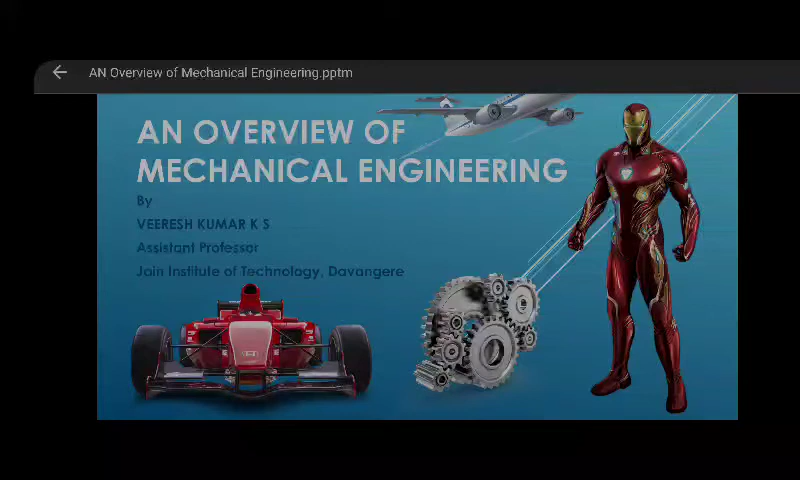 AN Overview of Mechanical Engineering.pptm
AN OVERVIEW OF
MECHANICAL ENGINEERING
By
VEERESH KUMAR K S
Assistant Professor
Jain Institute of Technology, Davangere